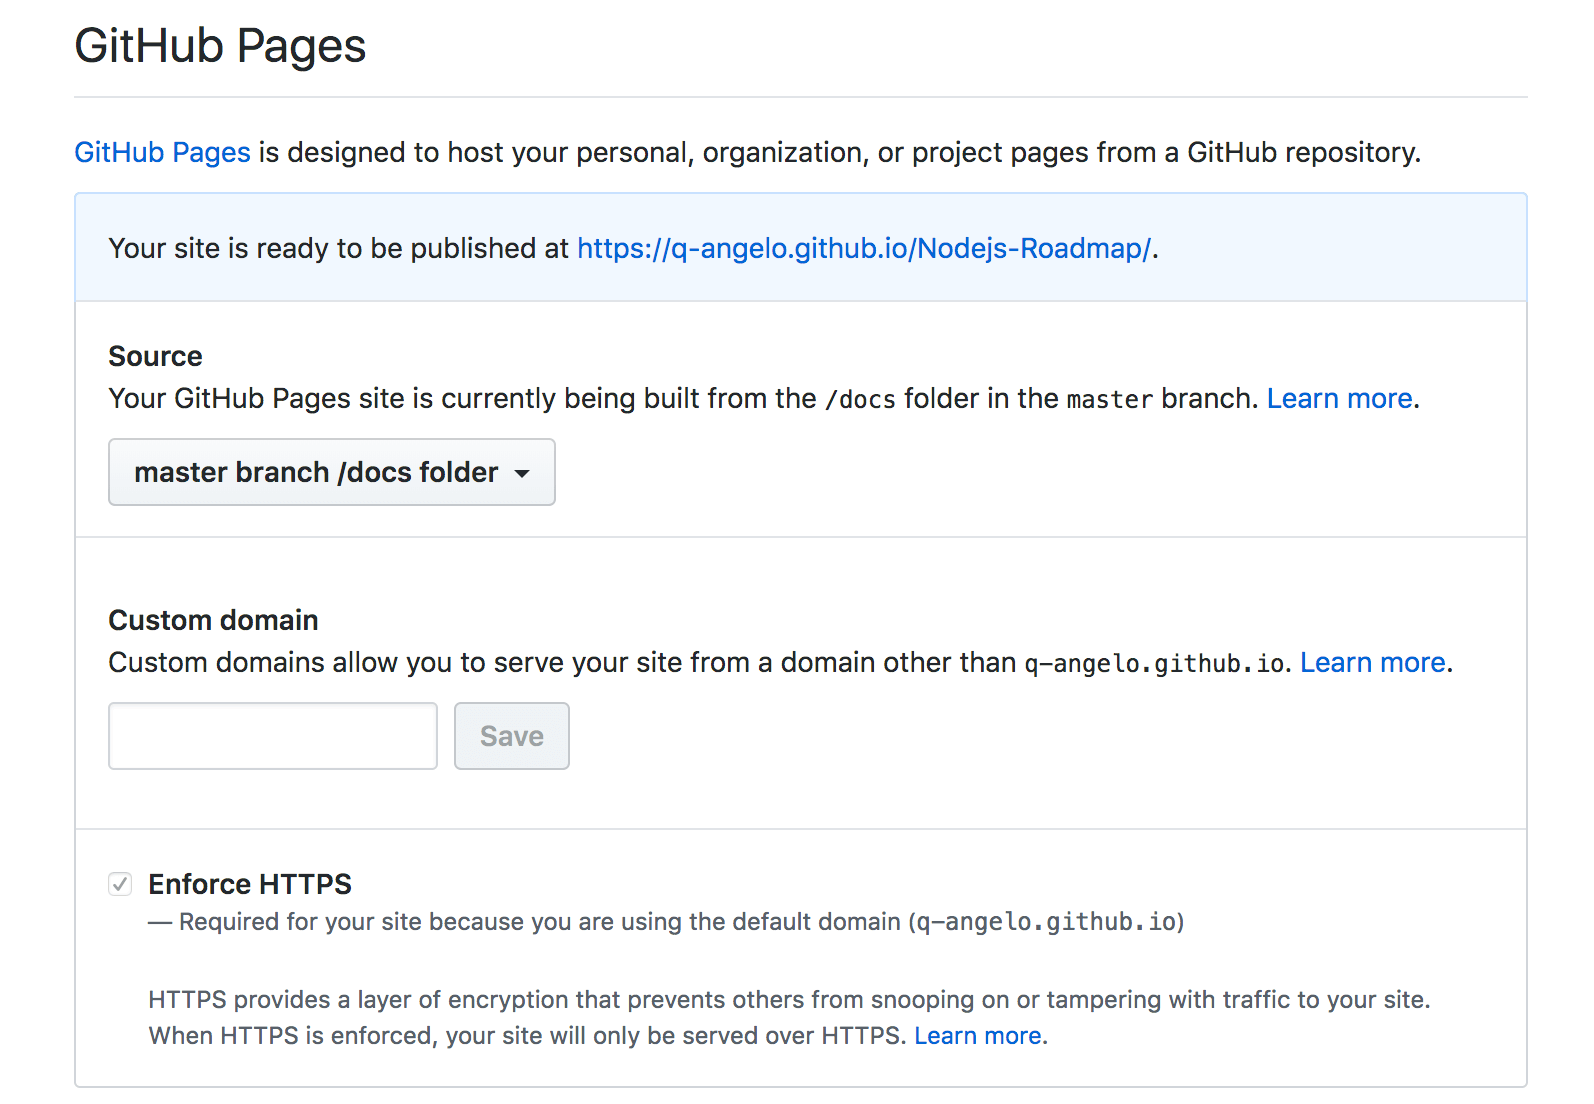 GitHub Pages
GitHub Pages is designed to host your personal, organization, or project pages from a GitHub repository.
Your site is ready to be published at https://q-angelo.github.io/Nodejs-Roadmap/.
Source
Your GitHub Pages site is currently being built from the /docs folder in the master branch. Learn more.
master branch /docs folder
Custom domain
Custom domains allow you to serve your site from a domain other than q-angelo.github.io. Learn more.
Save
Enforce HTTPS
— Required for your site because you are using the default domain (q-angelo.github.io)
HTTPS provides a layer of encryption that prevents others from snooping on or tampering with traffic to your site.
When HTTPS is enforced, your site will only be served over HTTPS. Learn more.